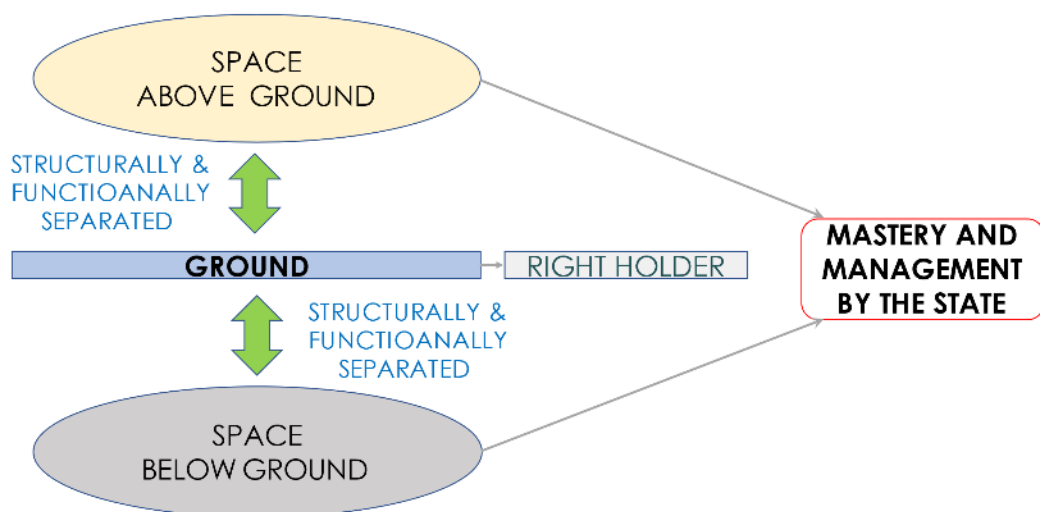 SPACE
ABOVE GROUND
STRUCTURALLY &
FUNCTIOANALLY
SEPARATED
GROUND
RIGHT HOLDER
MASTERY AND
MANAGEMENT
BY THE STATE
STRUCTURALLY &
FUNCTIOANALLY
SEPARATED
SPACE
BELOW GROUND